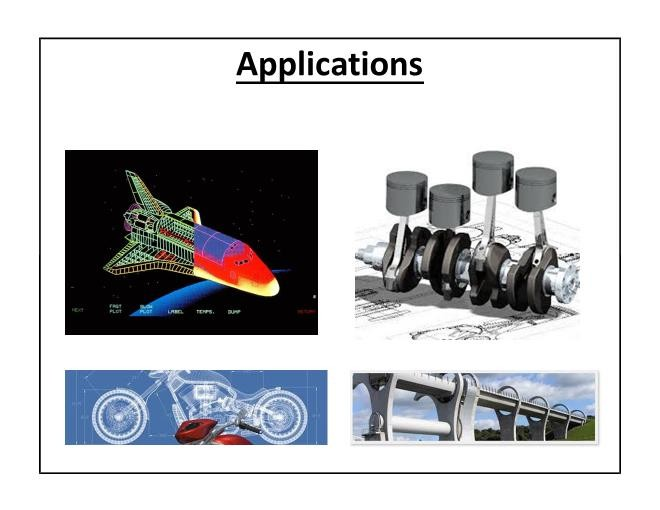 Applications
FAST SLOW
NEXT PLOT PLOT LABEL TEMPS. DUMP RETURN